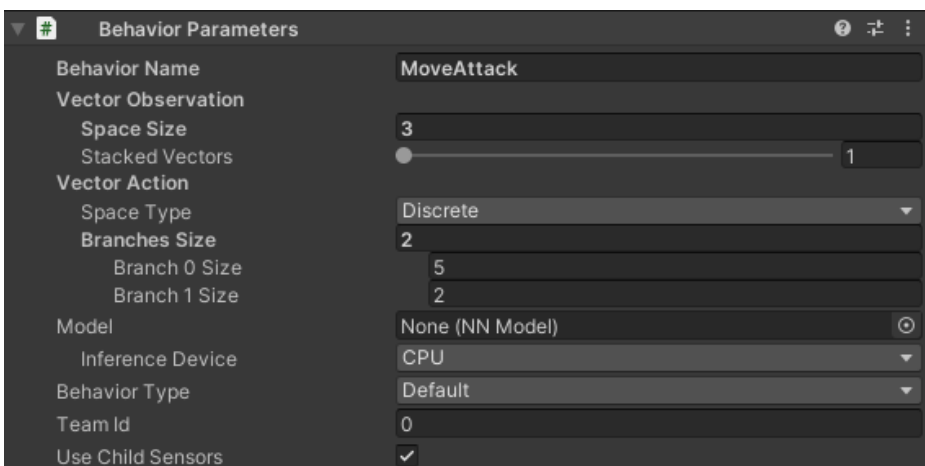 # Behavior Parameters
Behavior Name MoveAttack
Vector Observation
Space Size 3
Stacked Vectors 1
Vector Action
Space Type Discrete
Branches Size 2
Branch 0 Size 5
Branch 1 Size 2
Model None (NN Model)
Inference Device CPU
Behavior Type Default
Team Id 0
Use Child Sensors